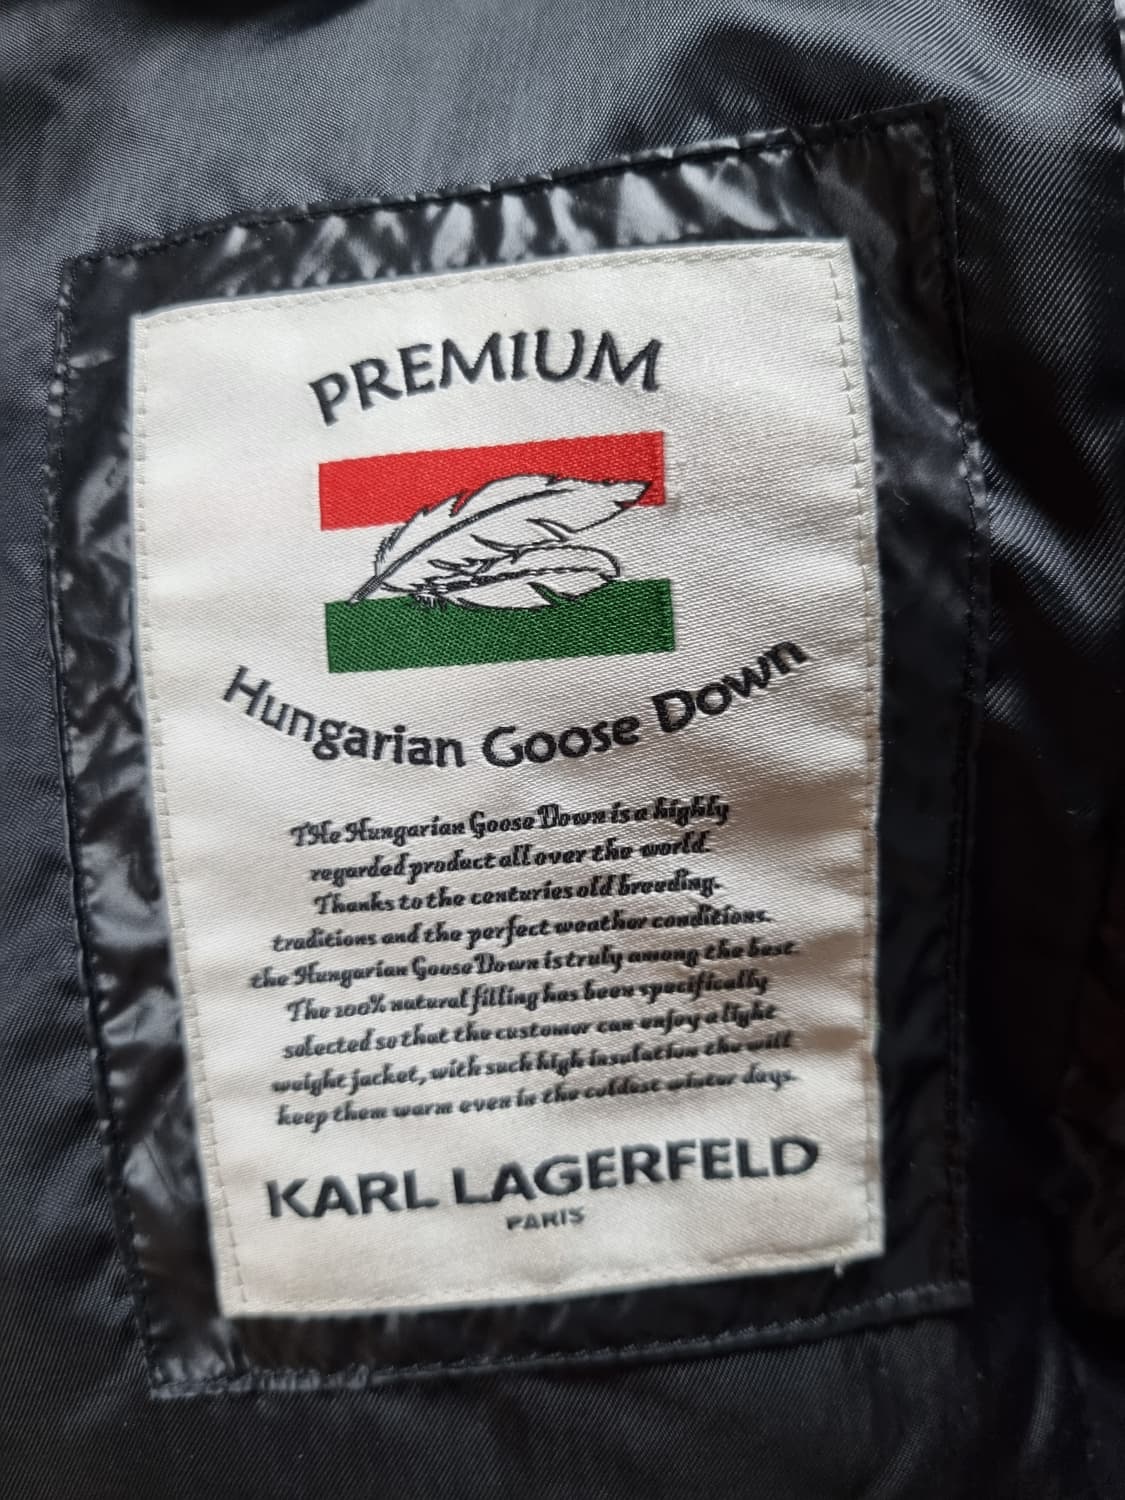 PREMIUM
Hungarian Goose Down
THe Hungarian Goose Down is a highly
regarded product all over the world.
Thanks to the centuries old breeding.
traditions and the perfect weather conditions.
the Hungarian Goose Down is truly among the best.
The 100% natural filling has been specifically
selected so that the customer can enjoy a light
weight jacket, with such high insulation the will
keep them warm even in the coldest winter days.
KARL LAGERFELD
PARIS